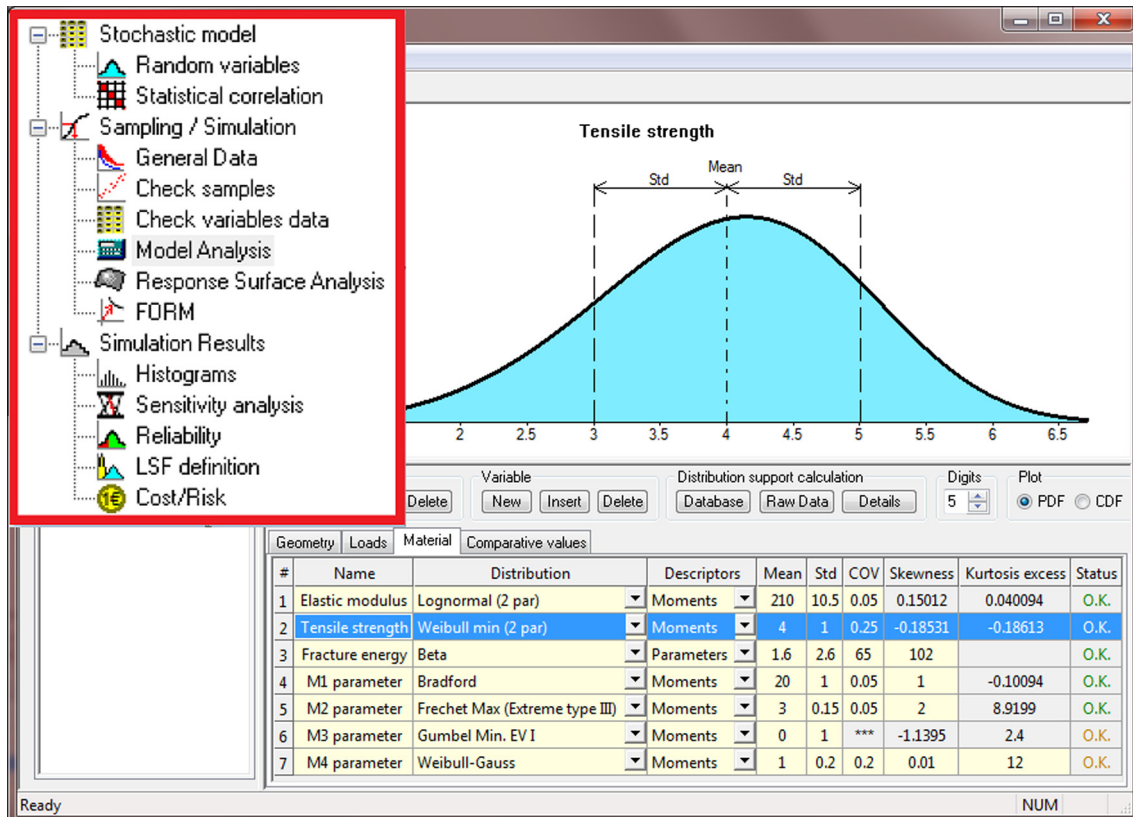 Stochastic model
Random variables
Statistical correlation
Sampling / Simulation
General Data
Check samples
Check variables data
Model Analysis
Response Surface Analysis
FORM
Simulation Results
Histograms
Sensitivity analysis
Reliability
LSF definition
1€ Cost/Risk
Tensile strength
Mean
Std Std
2 2.5 3 3.5 4 4.5 5 5.5 6 6.5
Variable Distribution support calculation Digits Plot
Delete New Insert Delete Database Raw Data Details 5 PDF CDF
Geometry Loads Material Comparative values
# Name Distribution Descriptors Mean Std COV Skewness Kurtosis excess Status
1 Elastic modulus Lognormal (2 par) Moments 210 10.5 0.05 0.15012 0.040094 O.K.
2 Tensile strength Weibull min (2 par) Moments 4 1 0.25 -0.18531 -0.18613 O.K.
3 Fracture energy Beta Parameters 1.6 2.6 65 102 O.K.
4 M1 parameter Bradford Moments 20 1 0.05 1 -0.10094 O.K.
5 M2 parameter Frechet Max (Extreme type III) Moments 3 0.15 0.05 2 8.9199 O.K.
6 M3 parameter Gumbel Min. EV I Moments 0 1 *** -1.1395 2.4 O.K.
7 M4 parameter Weibull-Gauss Moments 1 0.2 0.2 0.01 12 O.K.
Ready NUM